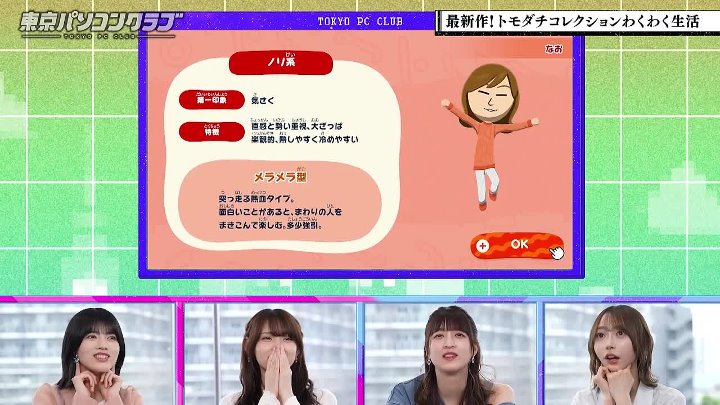 東京パソコンクラブ
TOKYO PC CLUB
TOKYO PC CLUB
最新作!トモダチコレクションわくわく生活
なお
ノリ系
第一印象
気さく
特徴
直感と勢い重視、大ざっぱ
楽観的、熱しやすく冷めやすい
メラメラ型
突っ走る熱血タイプ。
面白いことがあると、まわりの人を
まきこんで楽しむ。多少強引。
OK